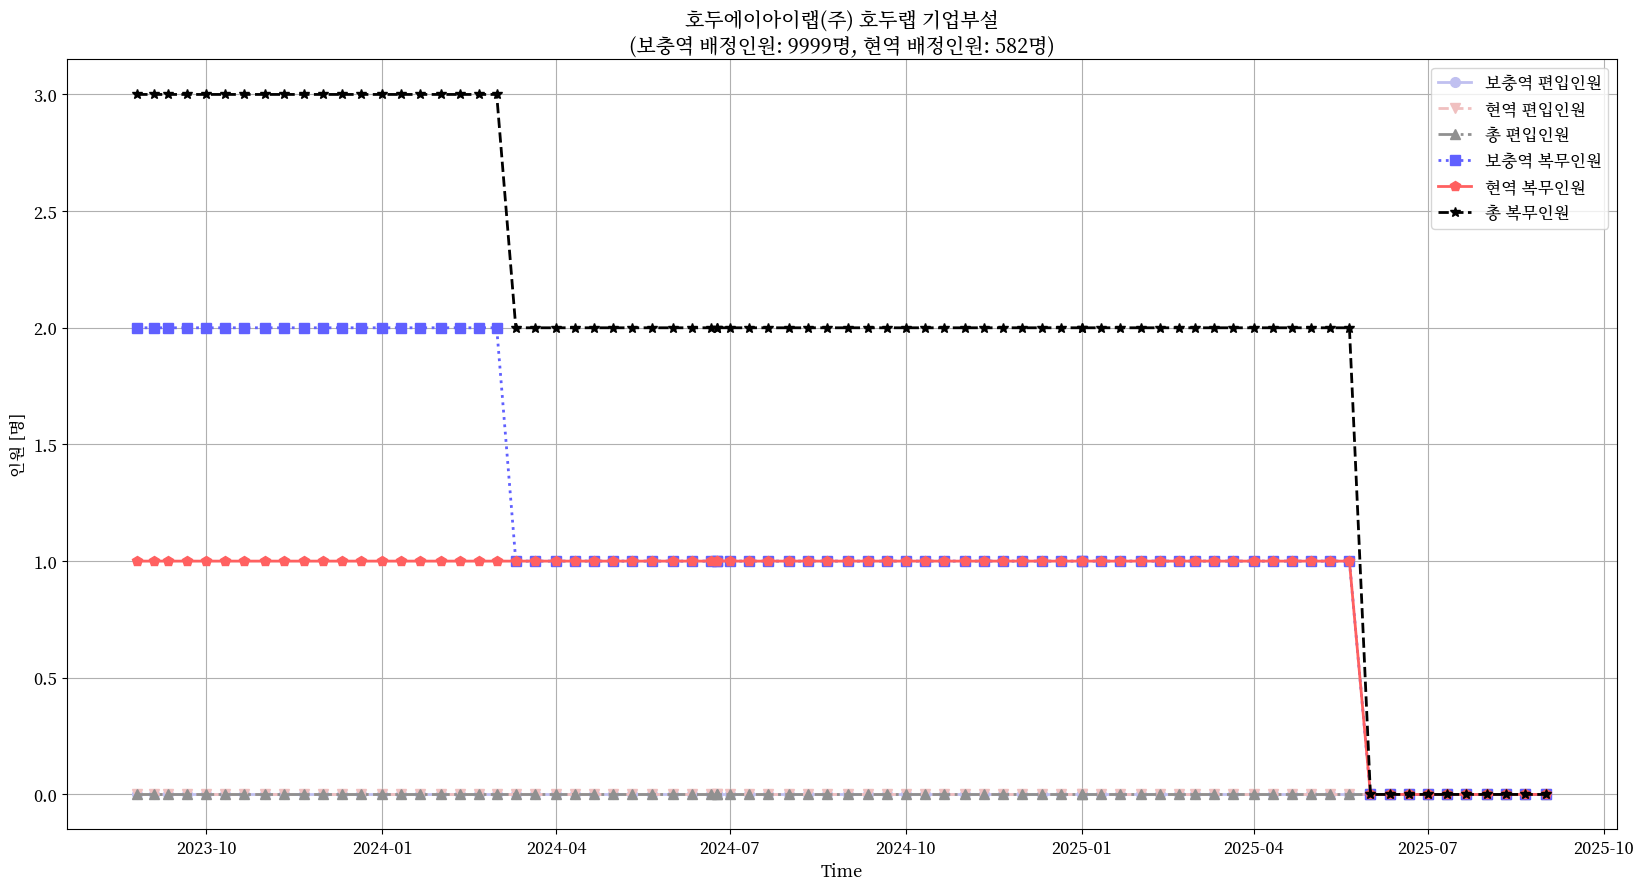 호두에이아이랩(주) 호두랩 기업부설
(보충역 배정인원: 9999명, 현역 배정인원: 582명)
보충역 편입인원
현역 편입인원
총 편입인원
보충역 복무인원
현역 복무인원
총 복무인원
3.0
2.5
2.0
1.5
1.0
0.5
0.0
인원 [명]
2023-10
2024-01
2024-04
2024-07
2024-10
2025-01
2025-04
2025-07
2025-10
Time